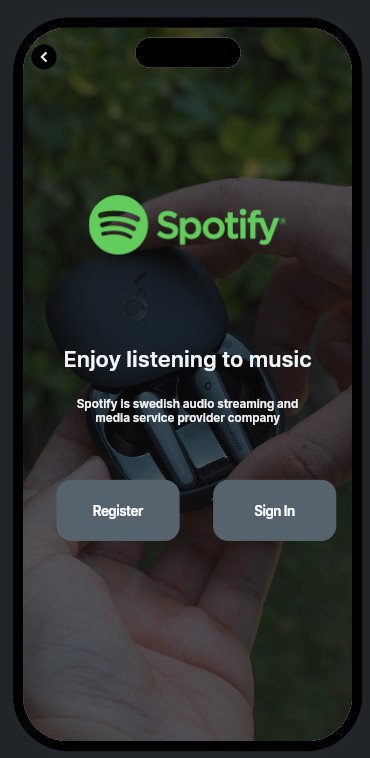 Spotify®
Enjoy listening to music
Spotify is swedish audio streaming and
media service provider company
Register
Sign In